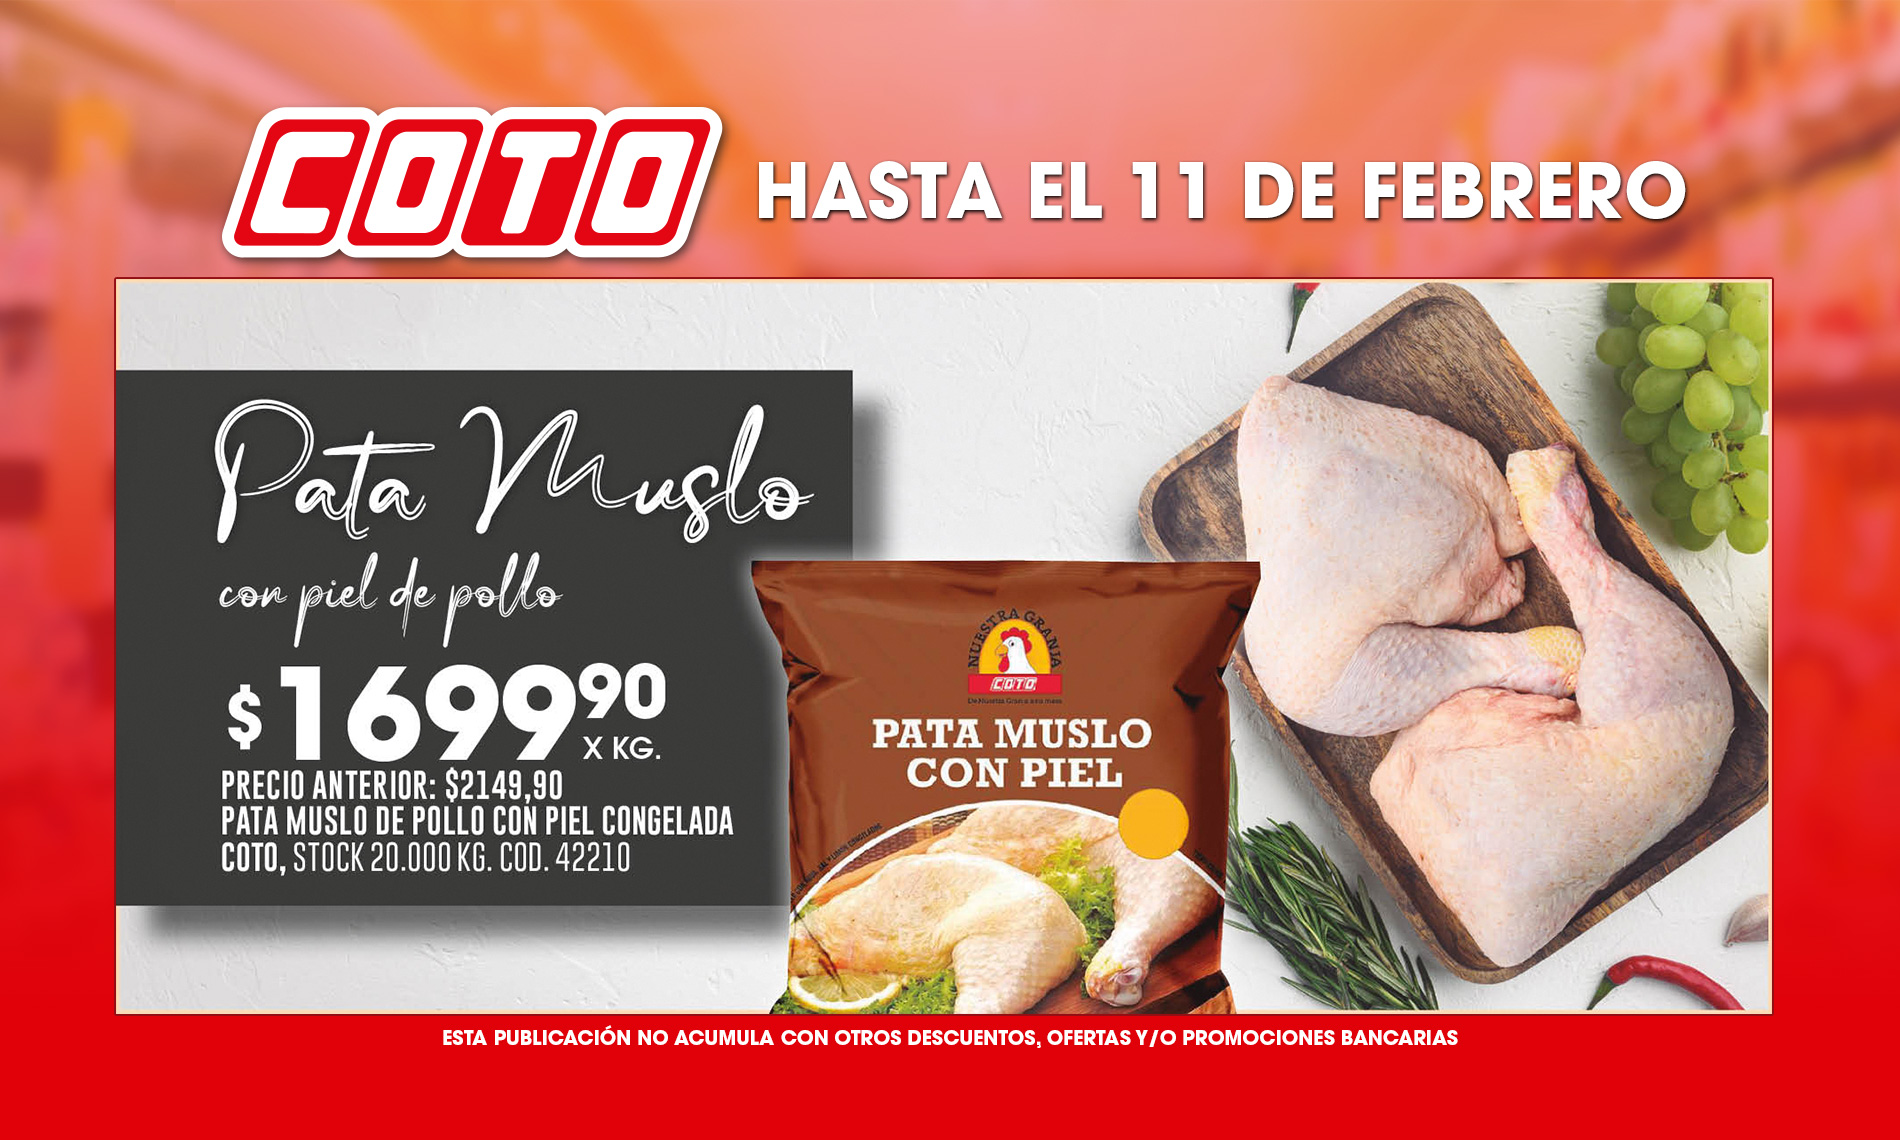 COTO
HASTA EL 11 DE FEBRERO
Pata Muslo
con piel de pollo
$169990
X KG.
PRECIO ANTERIOR: $2149,90
PATA MUSLO DE POLLO CON PIEL CONGELADA
COTO, STOCK 20.000 KG. COD. 42210
NUESTRA GRANJA
COTO
PATA MUSLO
CON PIEL
ESTA PUBLICACIÓN NO ACUMULA CON OTROS DESCUENTOS, OFERTAS Y/O PROMOCIONES BANCARIAS